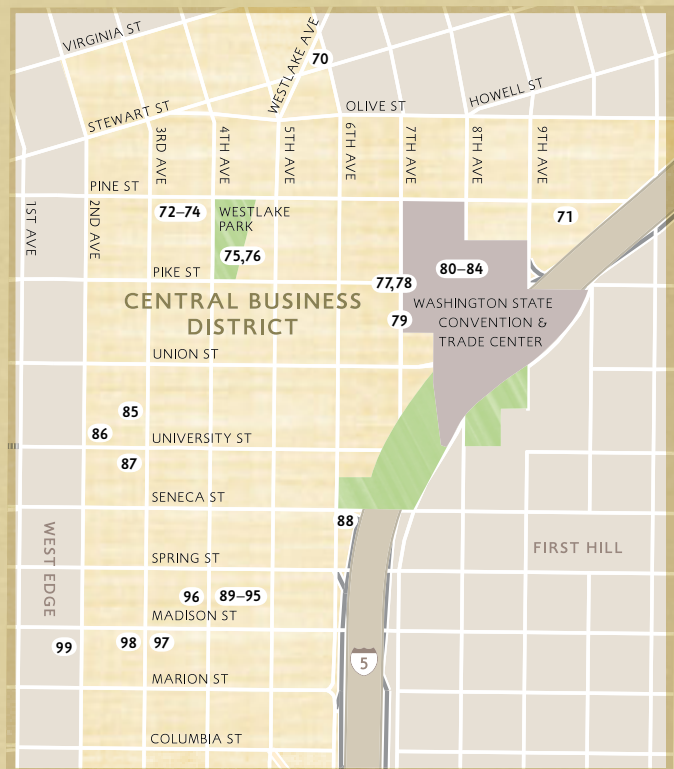 VIRGINIA ST
WESTLAKE AVE
70
HOWELL ST
STEWART ST
OLIVE ST
3RD AVE
4TH AVE
5TH AVE
6TH AVE
7TH AVE
8TH AVE
9TH AVE
PINE ST
1ST AVE
2ND AVE
72–74
WESTLAKE
PARK
71
75,76
PIKE ST
77,78
80–84
CENTRAL BUSINESS
DISTRICT
79
WASHINGTON STATE
CONVENTION &
TRADE CENTER
UNION ST
85
86
UNIVERSITY ST
87
SENECA ST
88
WEST EDGE
FIRST HILL
SPRING ST
96
89–95
MADISON ST
99
98
97
5
MARION ST
COLUMBIA ST